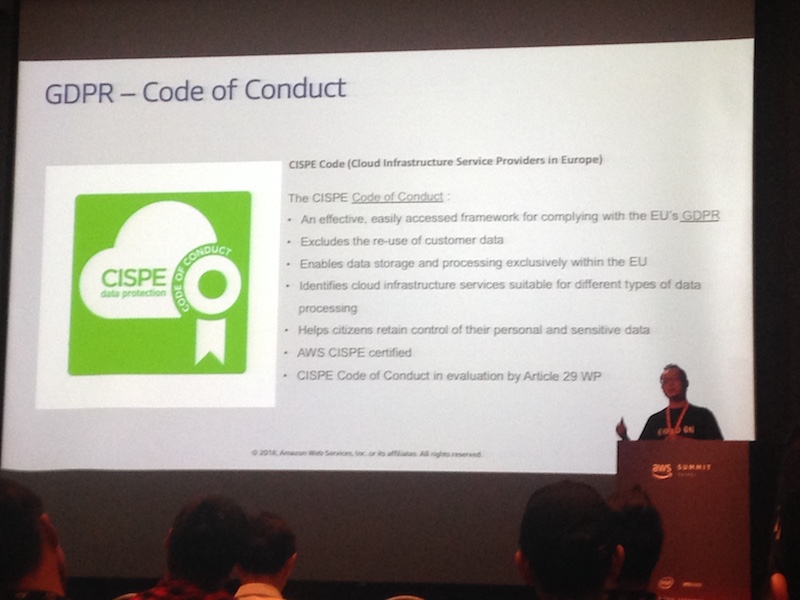 GDPR – Code of Conduct
CISPE Code (Cloud Infrastructure Service Providers in Europe)
The CISPE Code of Conduct :
• An effective, easily accessed framework for complying with the EU's GDPR
• Excludes the re-use of customer data
• Enables data storage and processing exclusively within the EU
• Identifies cloud infrastructure services suitable for different types of data
processing
• Helps citizens retain control of their personal and sensitive data
• AWS CISPE certified
• CISPE Code of Conduct in evaluation by Article 29 WP
CISPE
data protection
CODE OF CONDUCT
© 2018, Amazon Web Services, Inc. or its affiliates. All rights reserved.
aws SUMMIT
intel